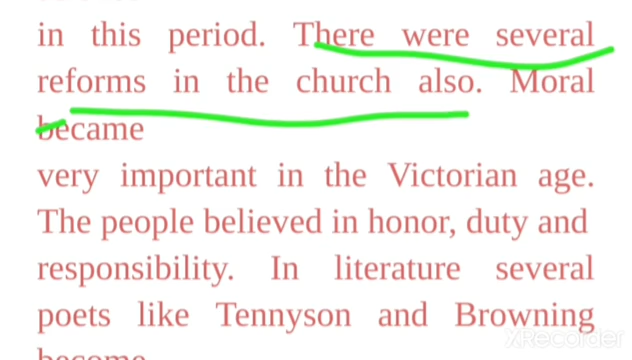 in this period. There were several
reforms in the church also. Moral
became
very important in the Victorian age.
The people believed in honor, duty and
responsibility. In literature several
poets like Tennyson and Browning
become
XRecorder